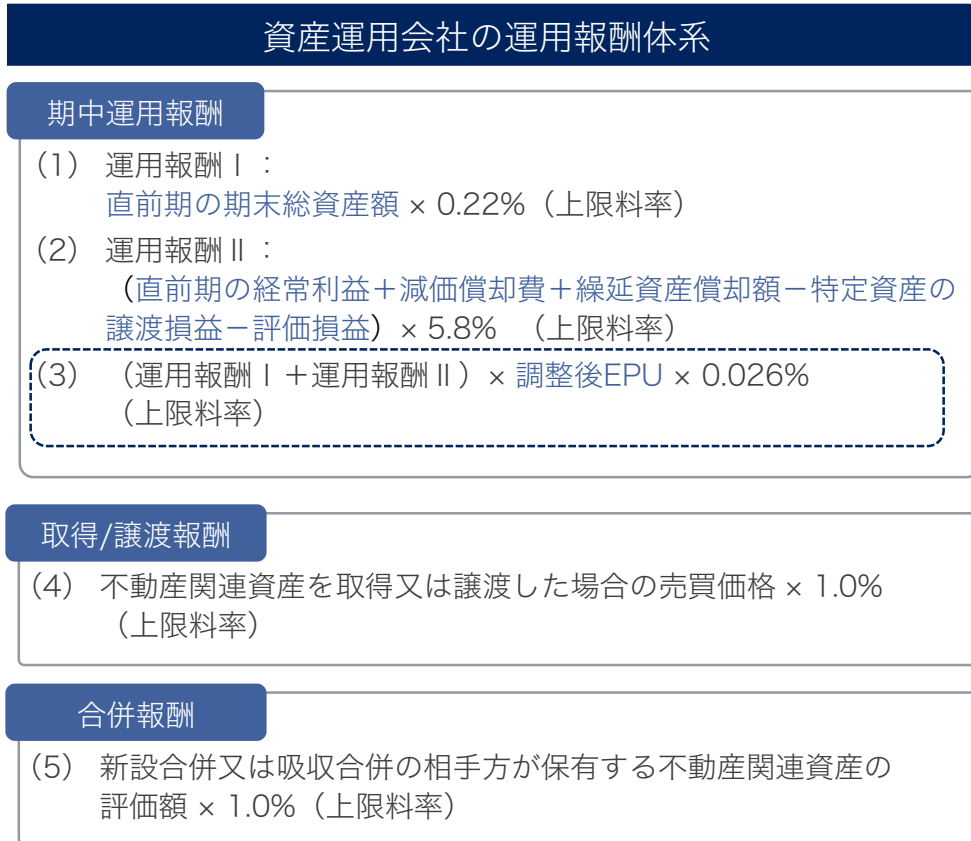 資産運用会社の運用報酬体系
期中運用報酬
（1） 運用報酬Ⅰ：
直前期の期末総資産額 × 0.22%（上限料率）
（2） 運用報酬Ⅱ：
（直前期の経常利益＋減価償却費＋繰延資産償却額－特定資産の
譲渡損益－評価損益）× 5.8% （上限料率）
（3） （運用報酬Ⅰ＋運用報酬Ⅱ）× 調整後EPU × 0.026%
（上限料率）
取得/譲渡報酬
（4） 不動産関連資産を取得又は譲渡した場合の売買価格 × 1.0%
（上限料率）
合併報酬
（5） 新設合併又は吸収合併の相手方が保有する不動産関連資産の
評価額 × 1.0%（上限料率）